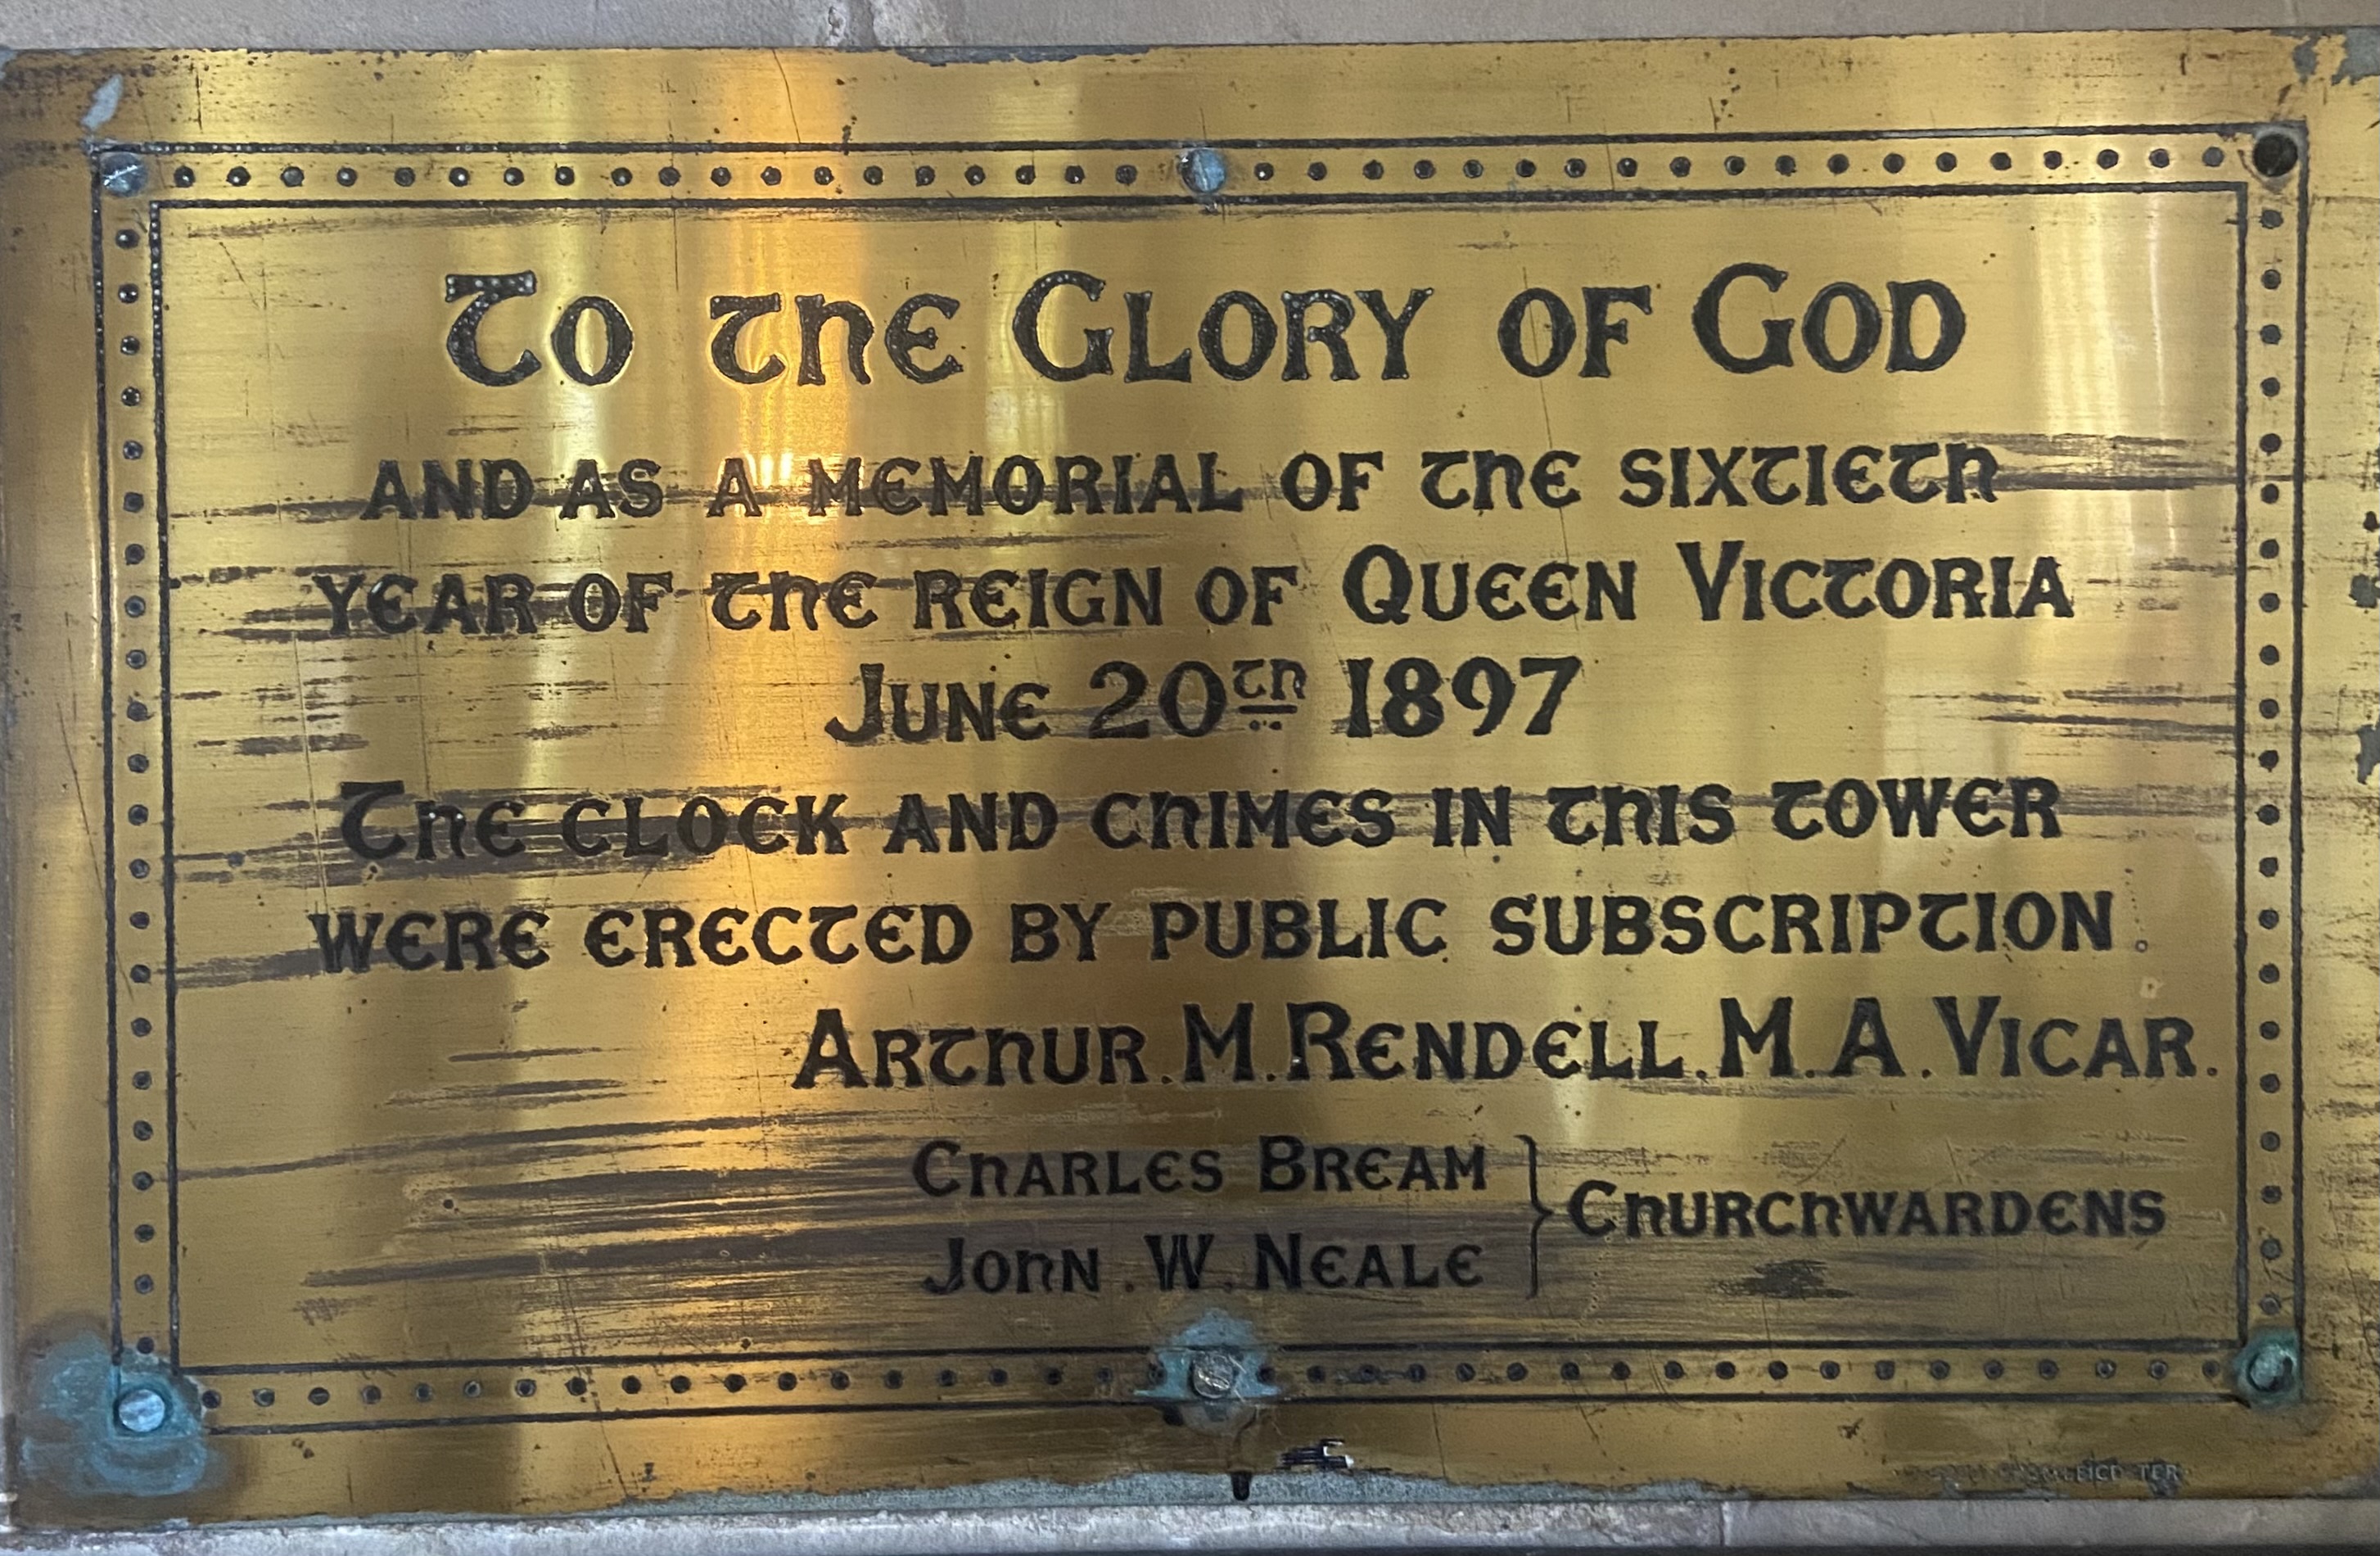 To the Glory of God
and as a memorial of the sixtieth
year of the reign of Queen Victoria
June 20th 1897
The clock and chimes in this tower
were erected by public subscription.
Arthur. M. Rendell. M. A. Vicar.
Charles Bream
John. W. Neale } Churchwardens